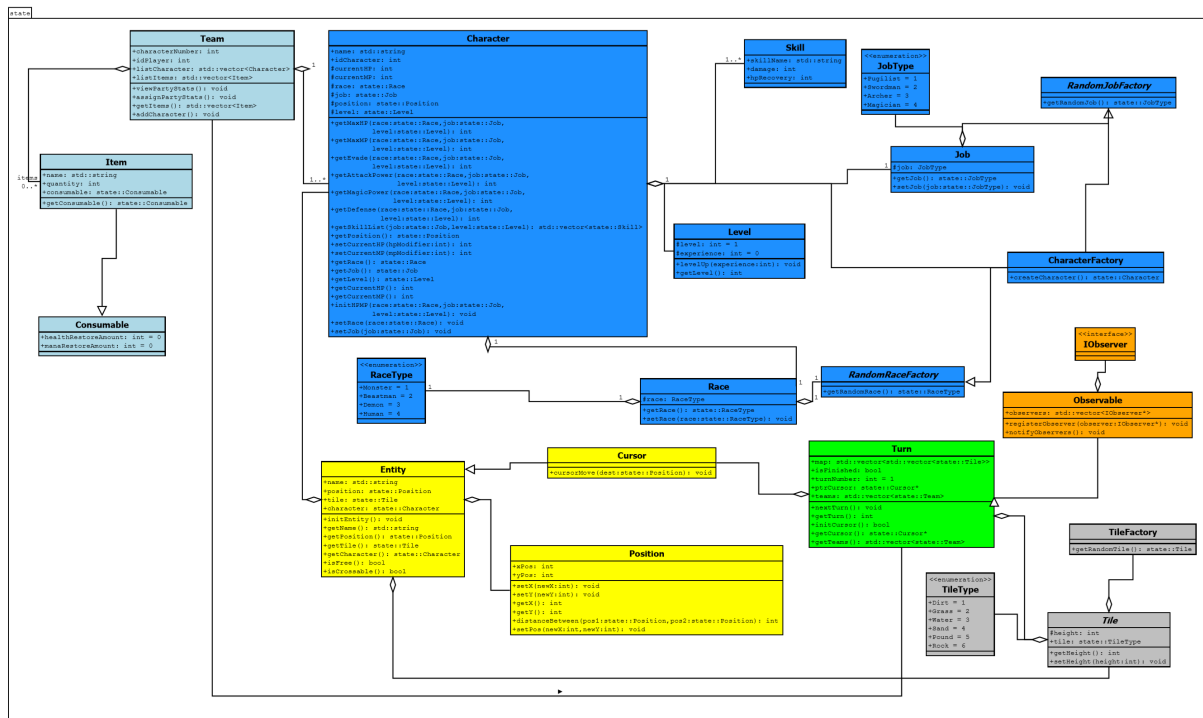 state
Team
+characterNumber: int
+idPlayer: int
+listCharacter: std::vector<Character>
+listItems: std::vector<Item>
+viewPartyStats(): void
+assignPartyStats(): void
+getItems(): std::vector<Item>
+addCharacter(): void
1
1..*
items
0..*
Item
+name: std::string
+quantity: int
+consumable: state::Consumable
+getConsumable(): state::Consumable
Consumable
+healthRestoreAmount: int = 0
+manaRestoreAmount: int = 0
Character
+name: std::string
+idCharacter: int
#currentHP: int
#currentMP: int
#race: state::Race
#job: state::Job
#position: state::Position
#level: state::Level
+getMaxHP(race:state::Race,job:state::Job,
level:state::Level): int
+getMaxMP(race:state::Race,job:state::Job,
level:state::Level): int
+getEvade(race:state::Race,job:state::Job,
level:state::Level): int
+getAttackPower(race:state::Race,job:state::Job,
level:state::Level): int
+getMagicPower(race:state::Race,job:state::Job,
level:state::Level): int
+getDefense(race:state::Race,job:state::Job,
level:state::Level): int
+getSkillList(job:state::Job,level:state::Level): std::vector<state::Skill>
+getPosition(): state::Position
+setCurrentHP(hpModifier:int): int
+setCurrentMP(mpModifier:int): int
+getRace(): state::Race
+getJob(): state::Job
+getLevel(): state::Level
+getCurrentHP(): int
+getCurrentMP(): int
+initHPMP(race:state::Race,job:state::Job,
level:state::Level): void
+setRace(race:state::Race): void
+setJob(job:state::Job): void
1
1
Skill
+skillName: std::string
+damage: int
+hpRecovery: int
1..*
<<enumeration>>
JobType
+Pugilist = 1
+Swordman = 2
+Archer = 3
+Magician = 4
RandomJobFactory
+getRandomJob(): state::JobType
Job
#job: JobType
+getJob(): state::JobType
+setJob(job:state::JobType): void
1
Level
#level: int = 1
#experience: int = 0
+levelUp(experience:int): void
+getLevel(): int
1
CharacterFactory
+createCharacter(): state::Character
<<interface>>
IObserver
Observable
+observers: std::vector<IObserver*>
+registerObserver(observer:IObserver*): void
+notifyObservers(): void
<<enumeration>>
RaceType
+Monster = 1
+Beastman = 2
+Demon = 3
+Human = 4
1
1
Race
#race: RaceType
+getRace(): state::RaceType
+setRace(race:state::RaceType): void
1
1
1
RandomRaceFactory
+getRandomRace(): state::RaceType
Cursor
+cursorMove(dest:state::Position): void
Entity
+name: std::string
+position: state::Position
+tile: state::Tile
+character: state::Character
+initEntity(): void
+getName(): std::string
+getPosition(): state::Position
+getTile(): state::Tile
+getCharacter(): state::Character
+isFree(): bool
+isCrossable(): bool
Position
+xPos: int
+yPos: int
+setX(newX:int): void
+setY(newY:int): void
+getX(): int
+getY(): int
+distanceBetween(pos1:state::Position,pos2:state::Position): int
+setPos(newX:int,newY:int): void
Turn
+map: std::vector<std::vector<state::Tile>>
+isFinished: bool
+turnNumber: int = 1
+ptrCursor: state::Cursor*
+teams: std::vector<state::Team>
+nextTurn(): void
+getTurn(): int
+initCursor(): bool
+getCursor(): state::Cursor*
+getTeams(): std::vector<state::Team>
TileFactory
+getRandomTile(): state::Tile
<<enumeration>>
TileType
+Dirt = 1
+Grass = 2
+Water = 3
+Sand = 4
+Pound = 5
+Rock = 6
Tile
#height: int
+tile: state::TileType
+getHeight(): int
+setHeight(height:int): void